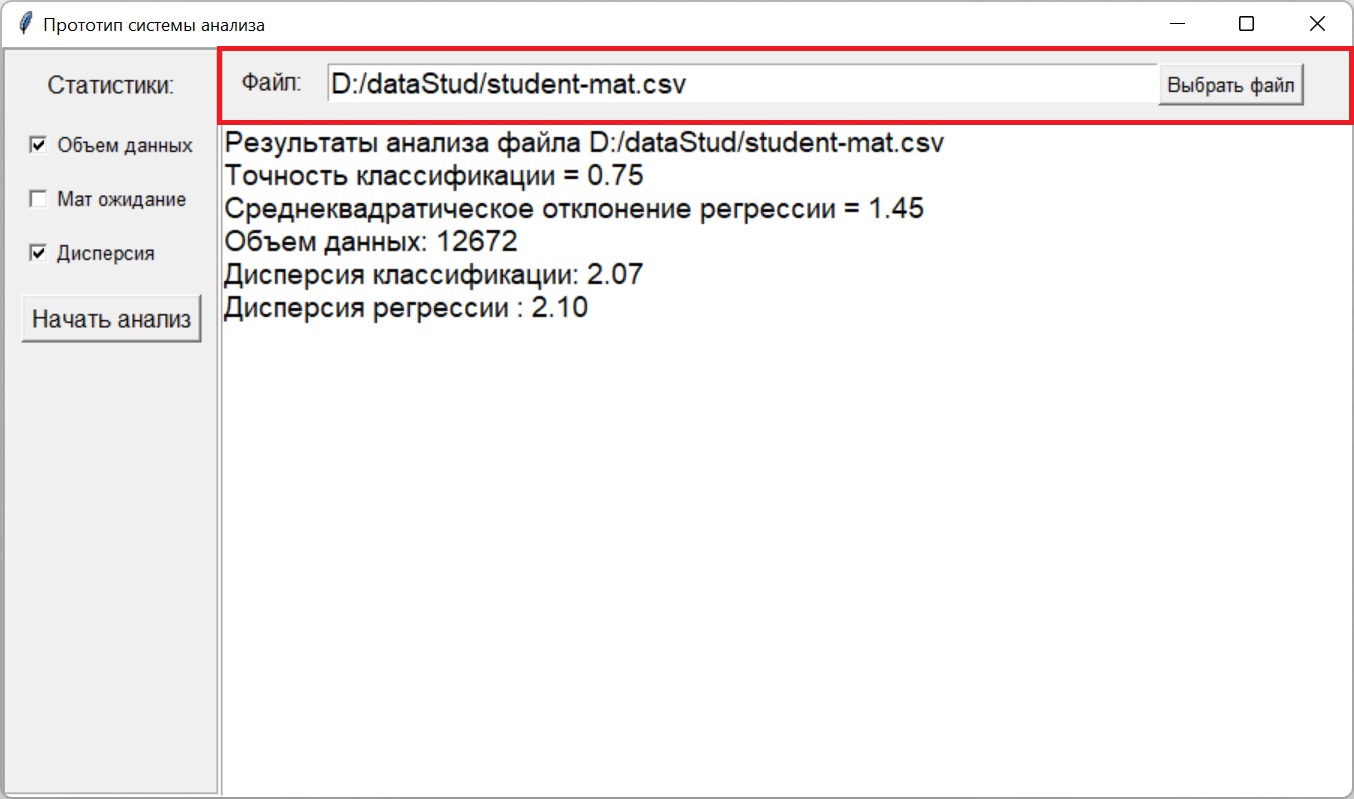 Прототип системы анализа
Статистики:
Объем данных
Мат ожидание
Дисперсия
Начать анализ
Файл: D:/dataStud/student-mat.csv Выбрать файл
Результаты анализа файла D:/dataStud/student-mat.csv
Точность классификации = 0.75
Среднеквадратическое отклонение регрессии = 1.45
Объем данных: 12672
Дисперсия классификации: 2.07
Дисперсия регрессии : 2.10